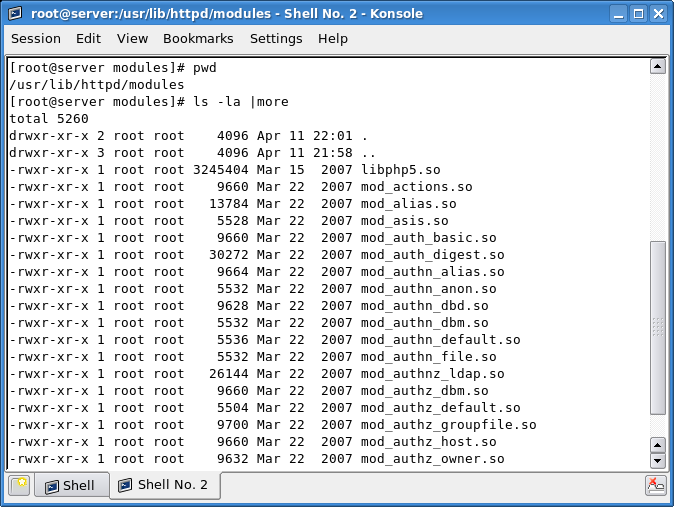 root@server:/usr/lib/httpd/modules - Shell No. 2 - Konsole
Session Edit View Bookmarks Settings Help
[root@server modules]# pwd
/usr/lib/httpd/modules
[root@server modules]# ls -la |more
total 5260
drwxr-xr-x 2 root root    4096 Apr 11 22:01 .
drwxr-xr-x 3 root root    4096 Apr 11 21:58 ..
-rwxr-xr-x 1 root root 3245404 Mar 15  2007 libphp5.so
-rwxr-xr-x 1 root root    9660 Mar 22  2007 mod_actions.so
-rwxr-xr-x 1 root root   13784 Mar 22  2007 mod_alias.so
-rwxr-xr-x 1 root root    5528 Mar 22  2007 mod_asis.so
-rwxr-xr-x 1 root root    9660 Mar 22  2007 mod_auth_basic.so
-rwxr-xr-x 1 root root   30272 Mar 22  2007 mod_auth_digest.so
-rwxr-xr-x 1 root root    9664 Mar 22  2007 mod_authn_alias.so
-rwxr-xr-x 1 root root    5532 Mar 22  2007 mod_authn_anon.so
-rwxr-xr-x 1 root root    9628 Mar 22  2007 mod_authn_dbd.so
-rwxr-xr-x 1 root root    5532 Mar 22  2007 mod_authn_dbm.so
-rwxr-xr-x 1 root root    5536 Mar 22  2007 mod_authn_default.so
-rwxr-xr-x 1 root root    5532 Mar 22  2007 mod_authn_file.so
-rwxr-xr-x 1 root root   26144 Mar 22  2007 mod_authnz_ldap.so
-rwxr-xr-x 1 root root    9660 Mar 22  2007 mod_authz_dbm.so
-rwxr-xr-x 1 root root    5504 Mar 22  2007 mod_authz_default.so
-rwxr-xr-x 1 root root    9700 Mar 22  2007 mod_authz_groupfile.so
-rwxr-xr-x 1 root root    9660 Mar 22  2007 mod_authz_host.so
-rwxr-xr-x 1 root root    9632 Mar 22  2007 mod_authz_owner.so
Shell Shell No. 2